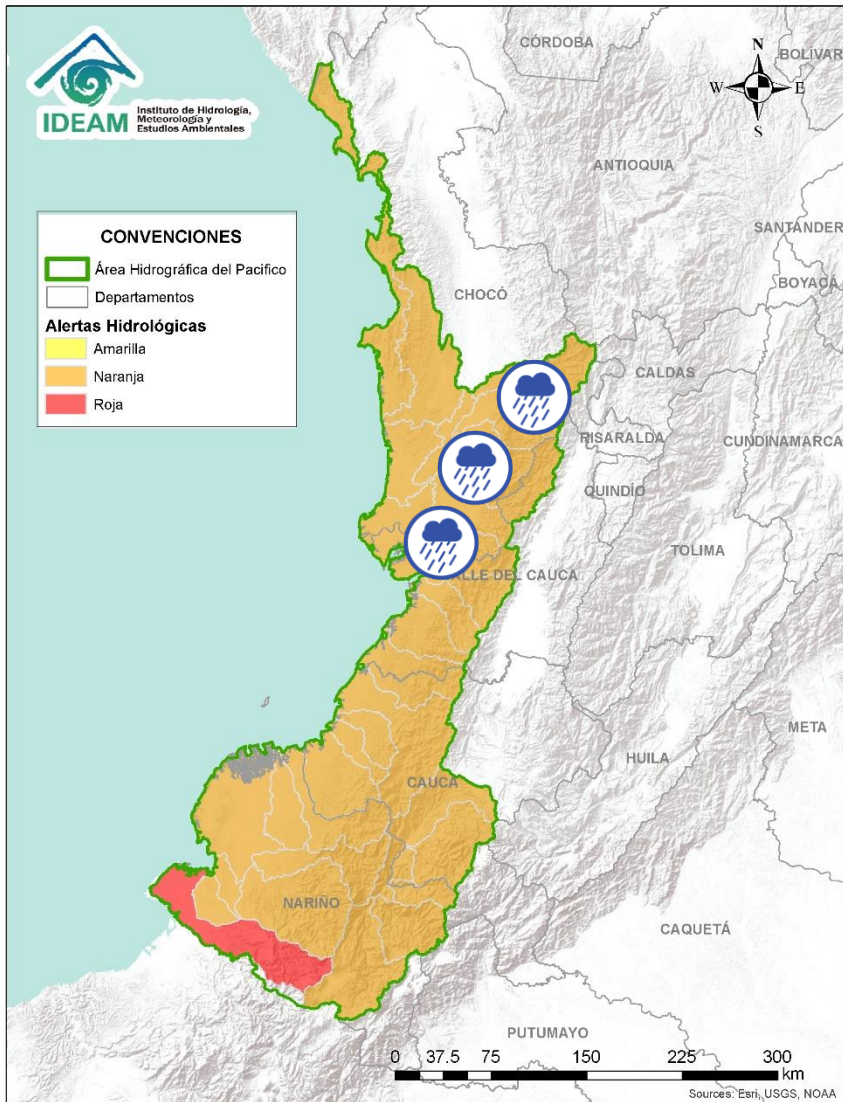 IDEAM
Instituto de Hidrología,
Meteorología y
Estudios Ambientales
CÓRDOBA
BOLÍVAR
N
W
E
S
ANTIOQUIA
SANTANDER
BOYACÁ
CONVENCIONES
Área Hidrográfica del Pacifico
Departamentos
Alertas Hidrológicas
Amarilla
Naranja
Roja
CHOCÓ
CALDAS
RISARALDA
CUNDINAMARCA
QUINDÍO
TOLIMA
ALLE DEL CAUCA
META
HUILA
CAUCA
NARIÑO
CAQUETÁ
PUTUMAYO
0 37.5 75 150 225 300
km
Sources: Esri, USGS, NOAA